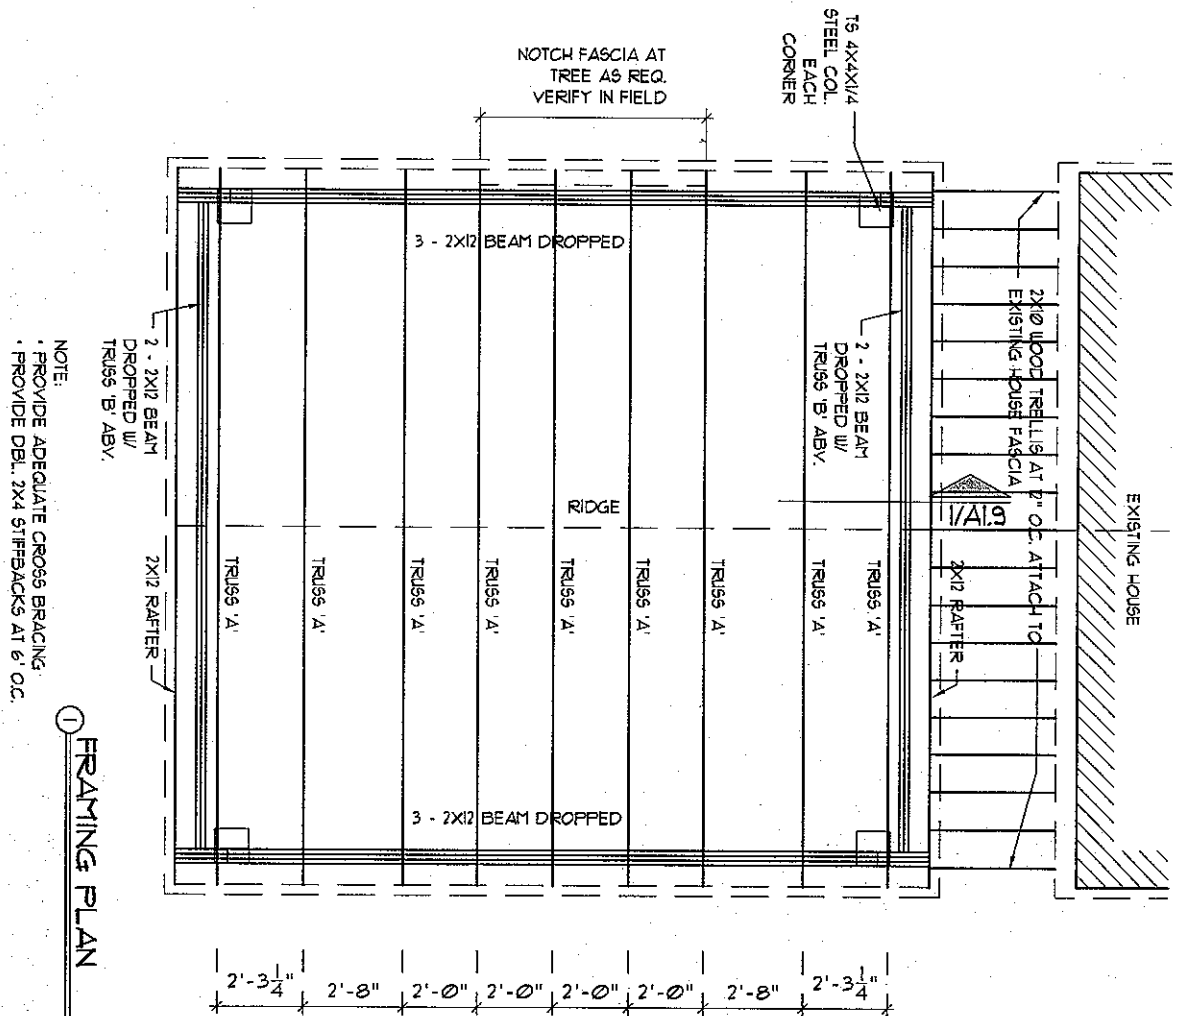 TS 4X4X1/4
STEEL COL.
EACH
CORNER
NOTCH FASCIA AT
TREE AS REQ.
VERIFY IN FIELD
3 - 2X12 BEAM DROPPED
2X10 WOOD TRELLIS AT 12" O.C. ATTACH TO
EXISTING HOUSE FASCIA
EXISTING HOUSE
2 - 2X12 BEAM
DROPPED W/
TRUSS 'B' ABV.
2 - 2X12 BEAM
DROPPED W/
TRUSS 'B' ABV.
RIDGE
1/A1.9
TRUSS 'A'
TRUSS 'A'
TRUSS 'A'
TRUSS 'A'
TRUSS 'A'
TRUSS 'A'
TRUSS 'A'
TRUSS 'A'
TRUSS 'A'
2X12 RAFTER
2X12 RAFTER
3 - 2X12 BEAM DROPPED
NOTE:
• PROVIDE ADEQUATE CROSS BRACING
• PROVIDE DBL. 2X4 STIFFBACKS AT 6' O.C.
1
FRAMING PLAN
2'-3 1/4"
2'-8"
2'-0"
2'-0"
2'-0"
2'-0"
2'-8"
2'-3 1/4"